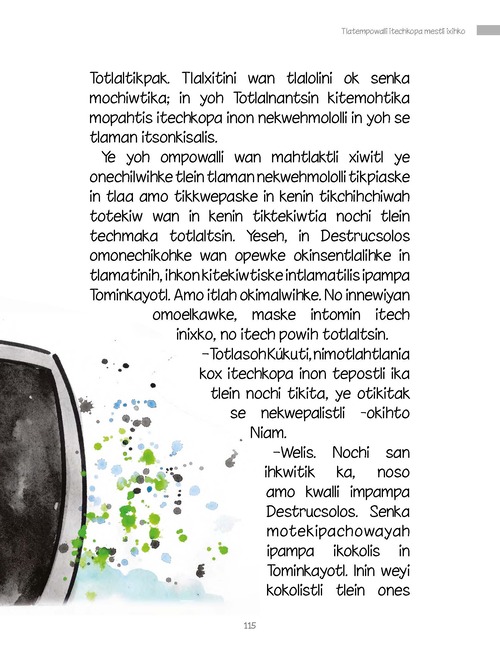 Tlatempowalli itechkopa mestli ixihko
Totlaltikpak. Tlalxitini wan tlalolini ok senka
mochiwtika; in yoh Totlalnantsin kitemohtika
mopahtis itechkopa inon nekwehmololli in yoh se
tlaman itsonkisalis.
Ye yoh ompowalli wan mahtlaktli xiwitl ye
onechilwihke tlein tlaman nekwehmololli tikpiaske
in tlaa amo tikkwepaske in kenin tikchihchiwah
totekiw wan in kenin tiktekiwtia nochi tlein
techmaka totlaltsin. Yeseh, in Destrucsolos
omonechikohke wan opewke okinsentlalihke in
tlamatinih, ihkon kitekiwtiske in tlamatilis ipampa
Tominkayotl. Amo itlah okimalwihke. No innewiyan
omoelkawke, maske intomin itech
inixko, no itech powih totlaltsin.
–Totlasoh Kúkuti, nimotlahtlania
kox itechkopa inon tepostli ika
tlein nochi tikita, ye otikitak
se nekwepalistli –okihto
Niam.
–Welis. Nochi san
ihkwitik ka, noso
amo kwalli impampa
Destrucsolos. Senka
motekipachowayah
ipampa ikokolis in
Tominkayotl. Inin weyi
kokolistli tlein ones
115